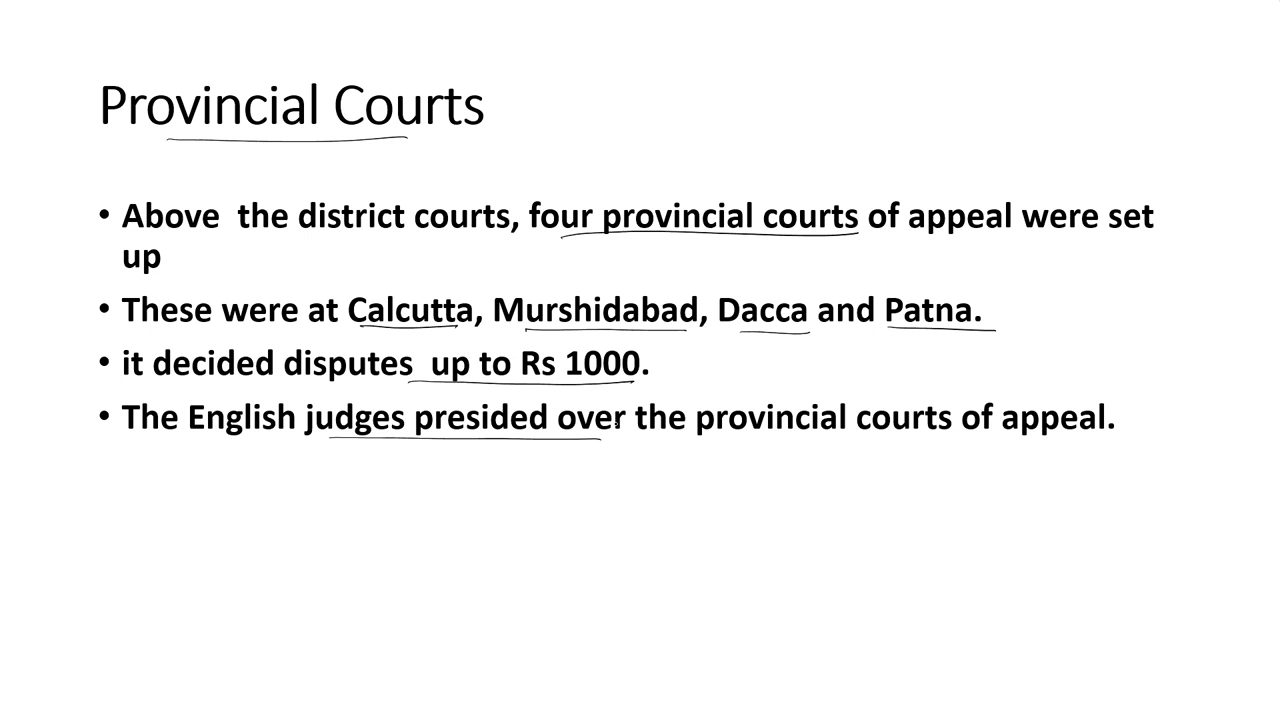 Provincial Courts
• Above  the district courts, four provincial courts of appeal were set
up
• These were at Calcutta, Murshidabad, Dacca and Patna.
• it decided disputes  up to Rs 1000.
• The English judges presided over the provincial courts of appeal.